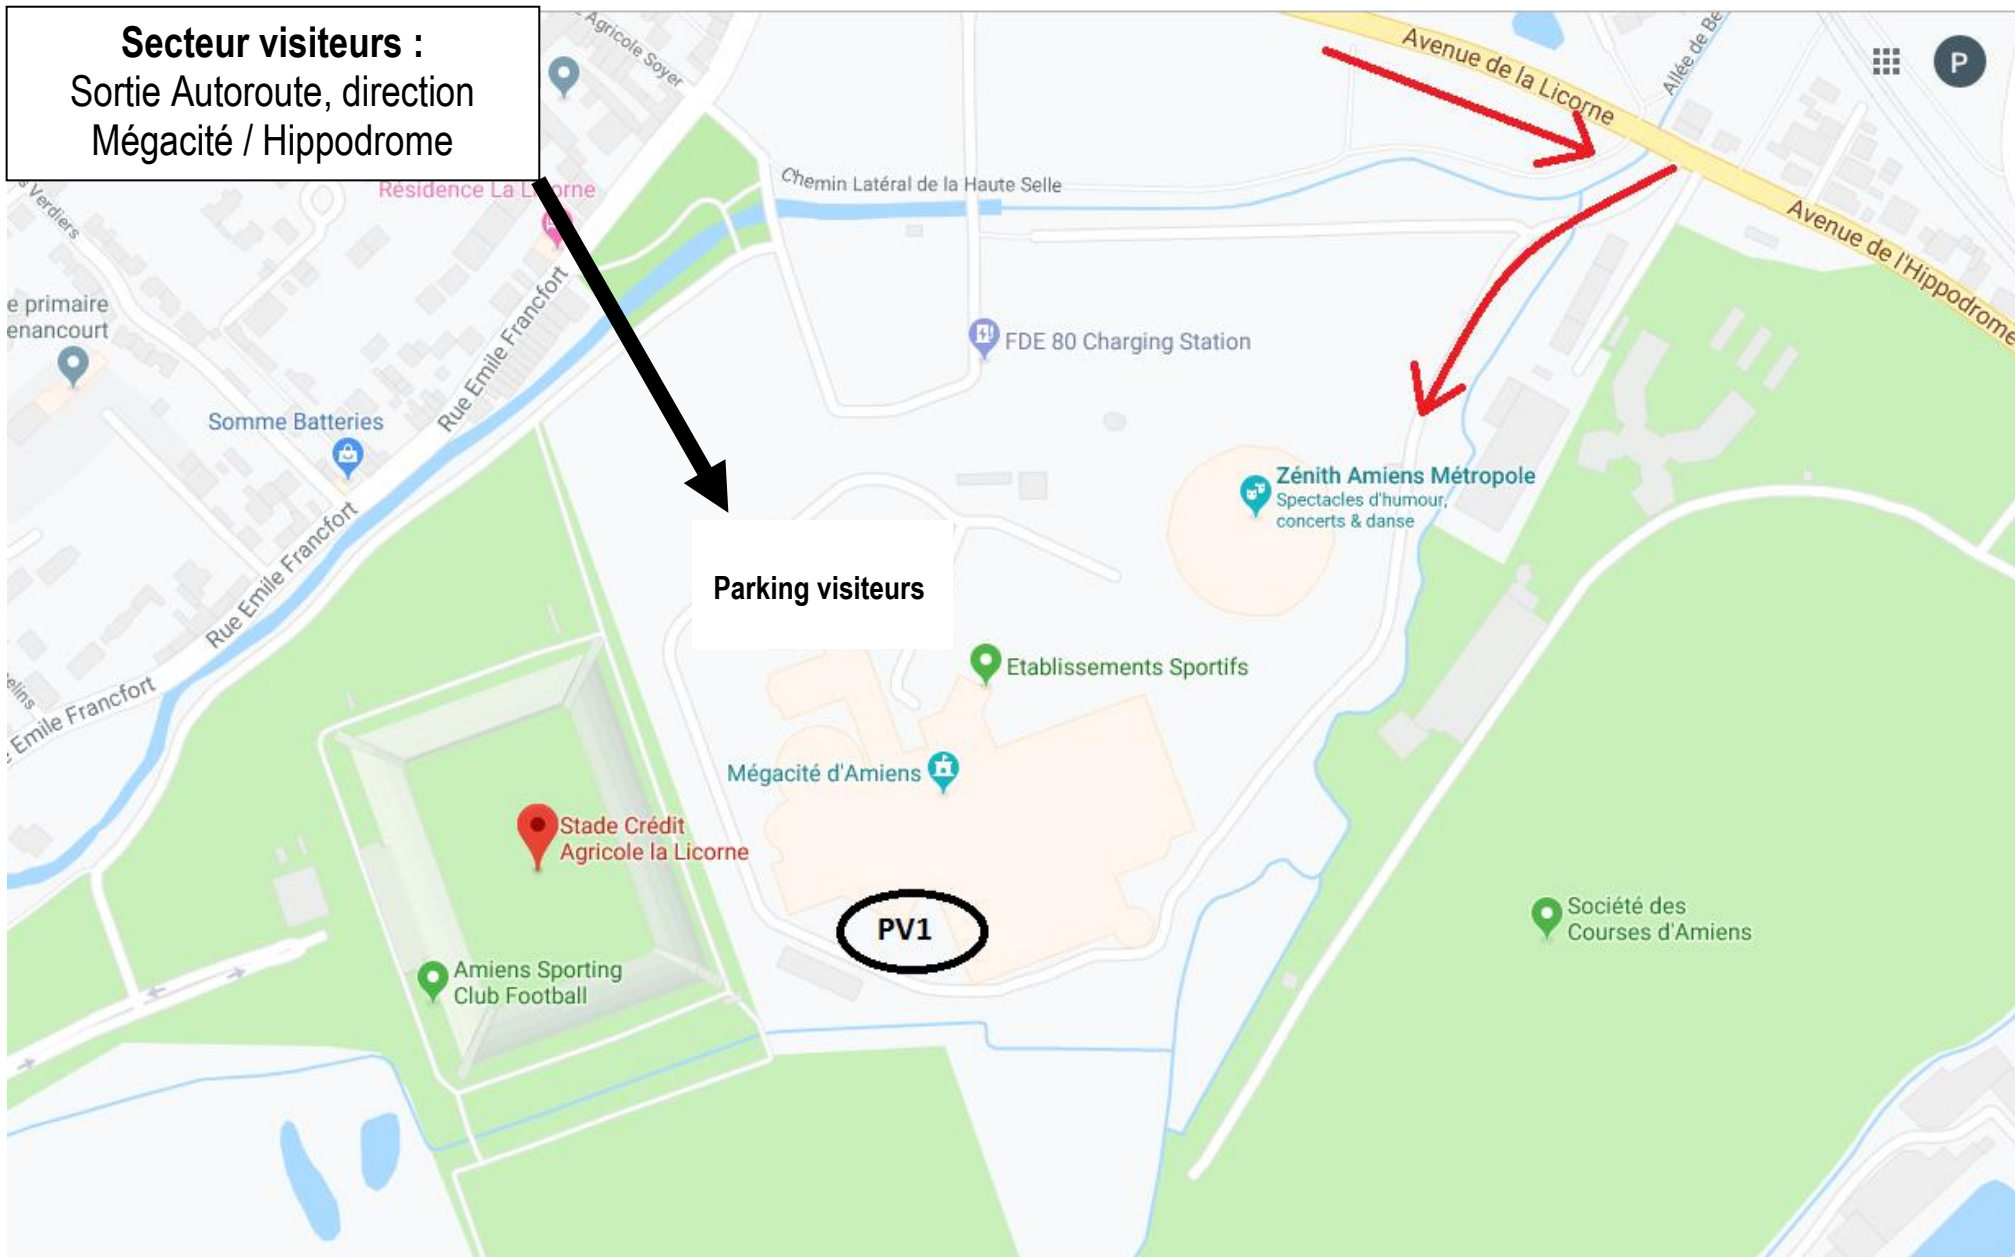 Secteur visiteurs :
Sortie Autoroute, direction
Mégacité / Hippodrome
Agricole Soyer
Avenue de la Licorne
Allée de Be
P
Verdiers
Résidence La L
orne
Chemin Latéral de la Haute Selle
Avenue de l'Hippodrome
e primaire
enancourt
Rue Emile Francfort
FDE 80 Charging Station
Somme Batteries
Zénith Amiens Métropole
Spectacles d'humour,
concerts & danse
Rue Emile Francfort
Parking visiteurs
Etablissements Sportifs
elins
Emile Francfort
Mégacité d'Amiens
Stade Crédit
Agricole la Licorne
PV1
Société des
Courses d'Amiens
Amiens Sporting
Club Football